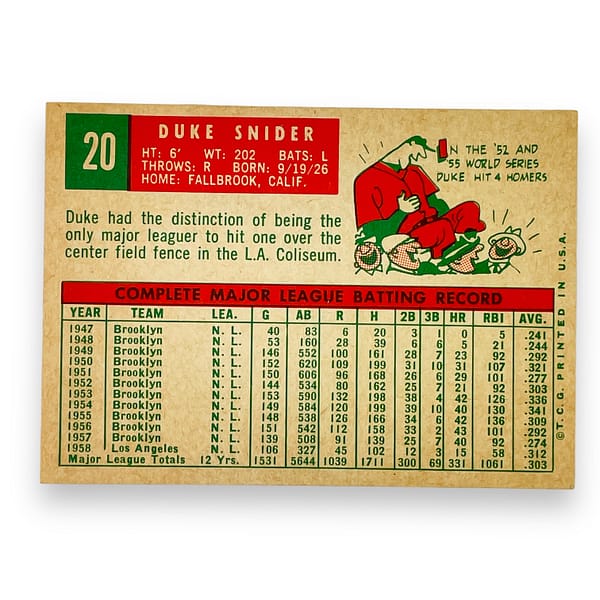 20
DUKE SNIDER
HT: 6' WT: 202 BATS: L
THROWS: R BORN: 9/19/26
HOME: FALLBROOK, CALIF.
IN THE '52 AND
'55 WORLD SERIES
DUKE HIT 4 HOMERS
Duke had the distinction of being the
only major leaguer to hit one over the
center field fence in the L.A. Coliseum.
COMPLETE MAJOR LEAGUE BATTING RECORD
YEAR TEAM LEA. G AB R H 2B 3B HR RBI AVG.
1947 Brooklyn N. L. 40 83 6 20 3 1 0 5 .241
1948 Brooklyn N. L. 53 160 28 39 6 6 5 21 .244
1949 Brooklyn N. L. 146 552 100 161 28 7 23 92 .292
1950 Brooklyn N. L. 152 620 109 199 31 10 31 107 .321
1951 Brooklyn N. L. 150 606 96 168 26 6 29 101 .277
1952 Brooklyn N. L. 144 534 80 162 25 7 21 92 .303
1953 Brooklyn N. L. 153 590 132 198 38 4 42 126 .336
1954 Brooklyn N. L. 149 584 120 199 39 10 40 130 .341
1955 Brooklyn N. L. 148 538 126 166 34 6 42 136 .309
1956 Brooklyn N. L. 151 542 112 158 33 2 43 101 .292
1957 Brooklyn N. L. 139 508 91 139 25 7 40 92 .274
1958 Los Angeles N. L. 106 327 45 102 12 3 15 58 .312
Major League Totals 12 Yrs. 1531 5644 1039 1711 300 69 331 1061 .303
©T.C.G. PRINTED IN U.S.A.